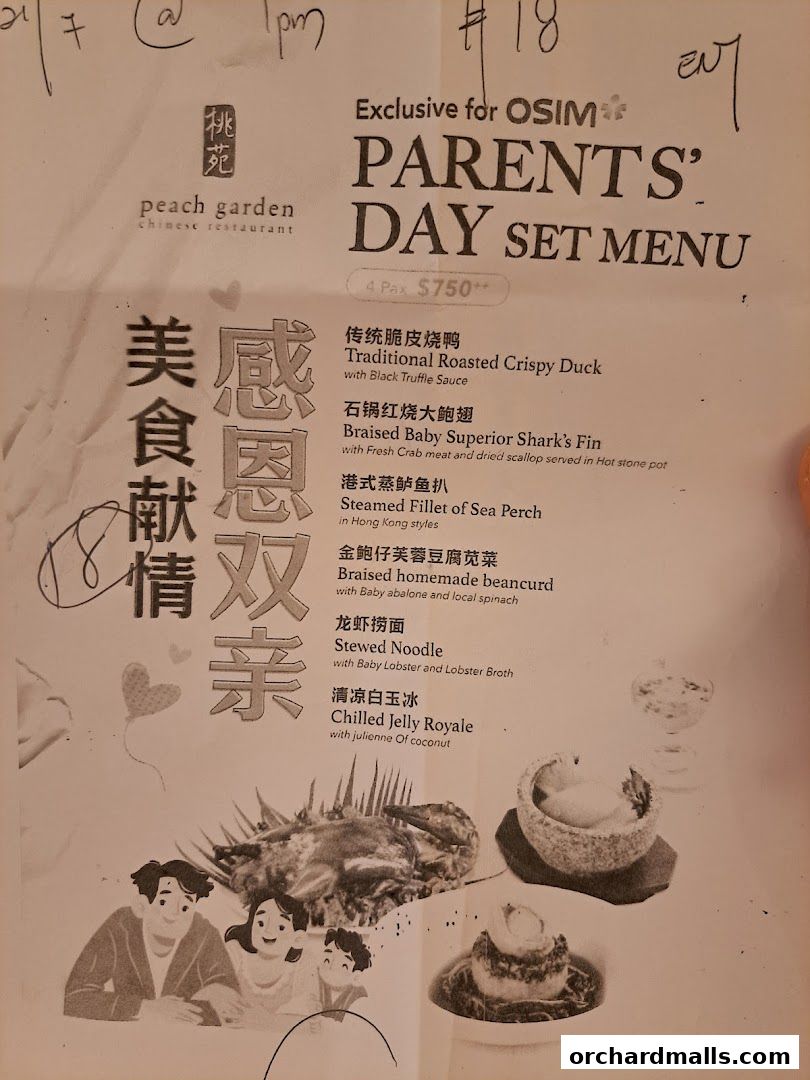 @ 1pm
#18
桃苑
peach garden
chinese restaurant
Exclusive for OSIM
PARENTS'
DAY SET MENU
4 Pax $750++
感恩双亲
美食献情
18
传统脆皮烧鸭
Traditional Roasted Crispy Duck
with Black Truffle Sauce
石锅红烧大鲍翅
Braised Baby Superior Shark's Fin
with Fresh Crab meat and dried scallop served in Hot stone pot
港式蒸鲈鱼扒
Steamed Fillet of Sea Perch
in Hong Kong styles
金鲍仔芙蓉豆腐苋菜
Braised homemade beancurd
with Baby abalone and local spinach
龙虾捞面
Stewed Noodle
with Baby Lobster and Lobster Broth
清凉白玉冰
Chilled Jelly Royale
with julienne Of coconut
orchardmalls.com